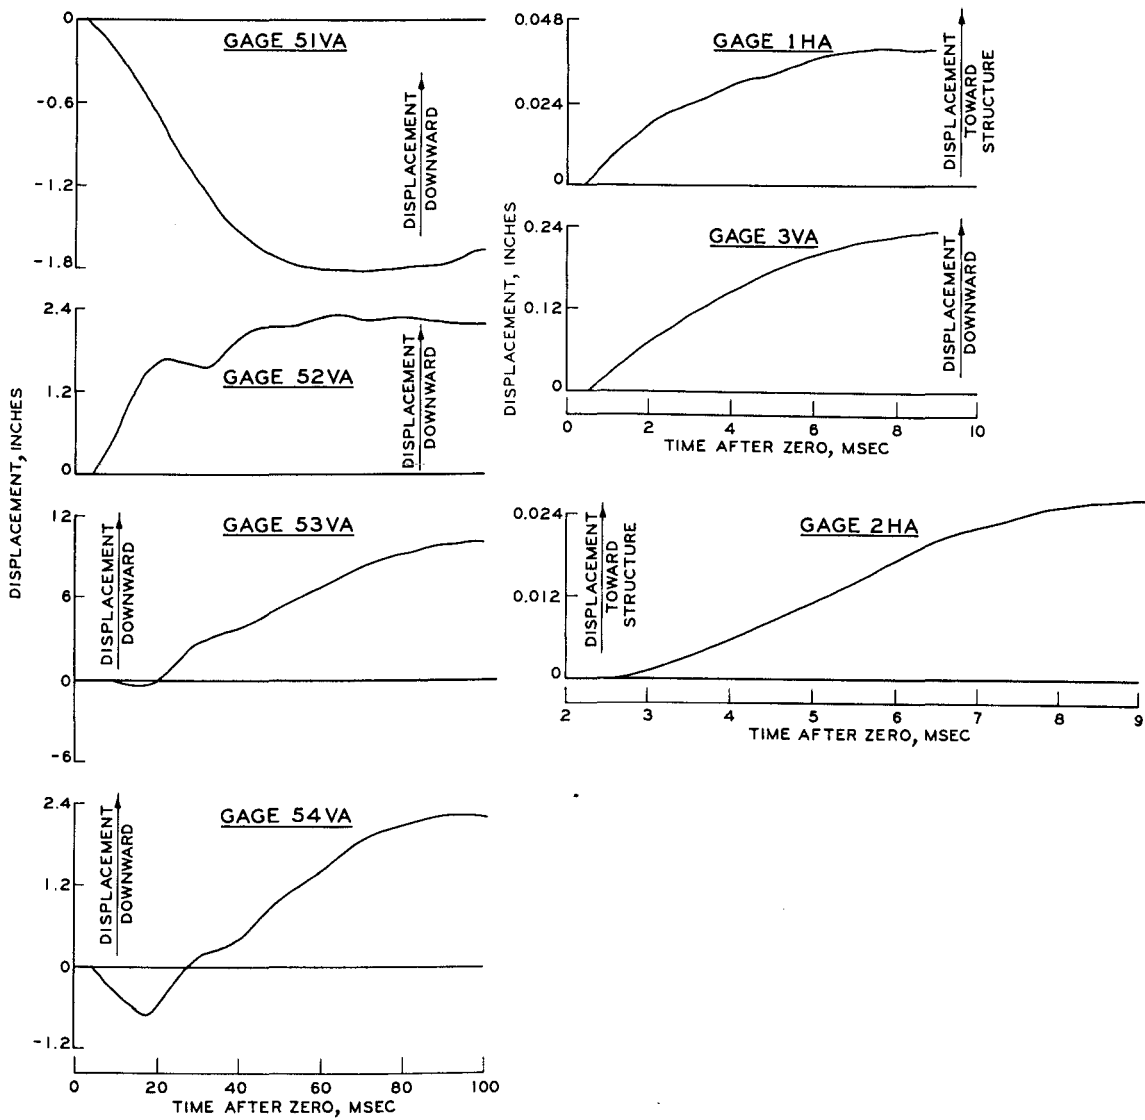 DISPLACEMENT, INCHES
0
-0.6
-1.2
-1.8
GAGE 51VA
DISPLACEMENT
DOWNWARD
2.4
1.2
0
GAGE 52VA
DISPLACEMENT
DOWNWARD
12
6
0
-6
GAGE 53VA
DISPLACEMENT
DOWNWARD
2.4
1.2
0
-1.2
GAGE 54VA
DISPLACEMENT
DOWNWARD
0 20 40 60 80 100
TIME AFTER ZERO, MSEC
DISPLACEMENT, INCHES
0.048
0.024
0
GAGE 1HA
DISPLACEMENT
TOWARD
STRUCTURE
0.24
0.12
0
GAGE 3VA
DISPLACEMENT
DOWNWARD
0 2 4 6 8 10
TIME AFTER ZERO, MSEC
0.024
0.012
0
GAGE 2HA
DISPLACEMENT
TOWARD
STRUCTURE
2 3 4 5 6 7 8 9
TIME AFTER ZERO, MSEC